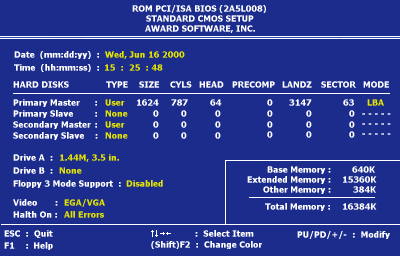 ROM PCI/ISA BIOS (2A5L008)
STANDARD CMOS SETUP
AWARD SOFTWARE, INC.
Date (mm:dd:yy) : Wed, Jun 16 2000
Time (hh:mm:ss) : 15 : 25 : 48
HARD DISKS TYPE SIZE CYLS HEAD PRECOMP LANDZ SECTOR MODE
Primary Master : User 1624 787 64 0 3147 63 LBA
Primary Slave : None 0 0 0 0 0 0 -----
Secondary Master : User 0 0 0 0 0 0 -----
Secondary Slave : None 0 0 0 0 0 0 -----
Drive A : 1.44M, 3.5 in.
Drive B : None
Floppy 3 Mode Support : Disabled
Video : EGA/VGA
Halth On : All Errors
Base Memory : 640K
Extended Memory : 15360K
Other Memory : 384K
Total Memory : 16384K
ESC : Quit ↑↓→← : Select Item PU/PD/+/- : Modify
F1 : Help (Shift)F2 : Change Color